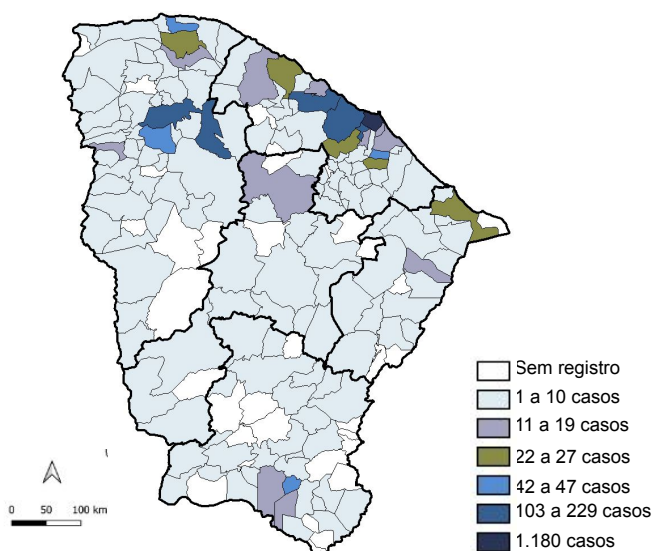 Sem registro
1 a 10 casos
11 a 19 casos
22 a 27 casos
42 a 47 casos
103 a 229 casos
1.180 casos
0 50 100 km